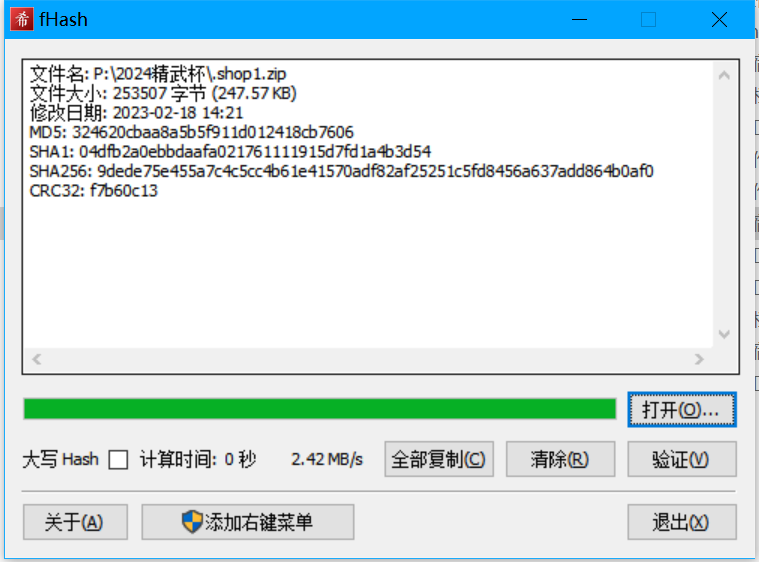 希 fHash
文件名: P:\2024精武杯\.shop1.zip
文件大小: 253507 字节 (247.57 KB)
修改日期: 2023-02-18 14:21
MD5: 324620cbaa8a5b5f911d012418cb7606
SHA1: 04dfb2a0ebbdaafa021761111915d7fd1a4b3d54
SHA256: 9dede75e455a7c4c5cc4b61e41570adf82af25251c5fd8456a637add864b0af0
CRC32: f7b60c13
打开(O)...
大写 Hash 计算时间: 0 秒 2.42 MB/s 全部复制(C) 清除(R) 验证(V)
关于(A) 添加右键菜单 退出(X)